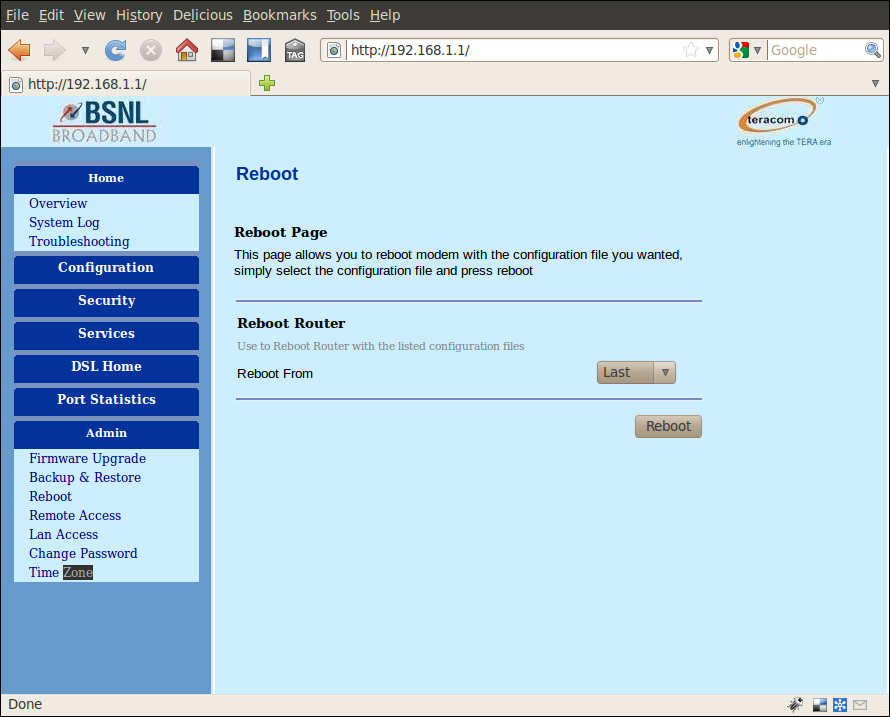 File Edit View History Delicious Bookmarks Tools Help
TAG
http://192.168.1.1/
Google
http://192.168.1.1/
BSNL
BROADBAND
teracom
enlightening the TERA era
Home
Overview
System Log
Troubleshooting
Configuration
Security
Services
DSL Home
Port Statistics
Admin
Firmware Upgrade
Backup & Restore
Reboot
Remote Access
Lan Access
Change Password
Time Zone
Reboot
Reboot Page
This page allows you to reboot modem with the configuration file you wanted,
simply select the configuration file and press reboot
Reboot Router
Use to Reboot Router with the listed configuration files
Reboot From
Last
Reboot
Done